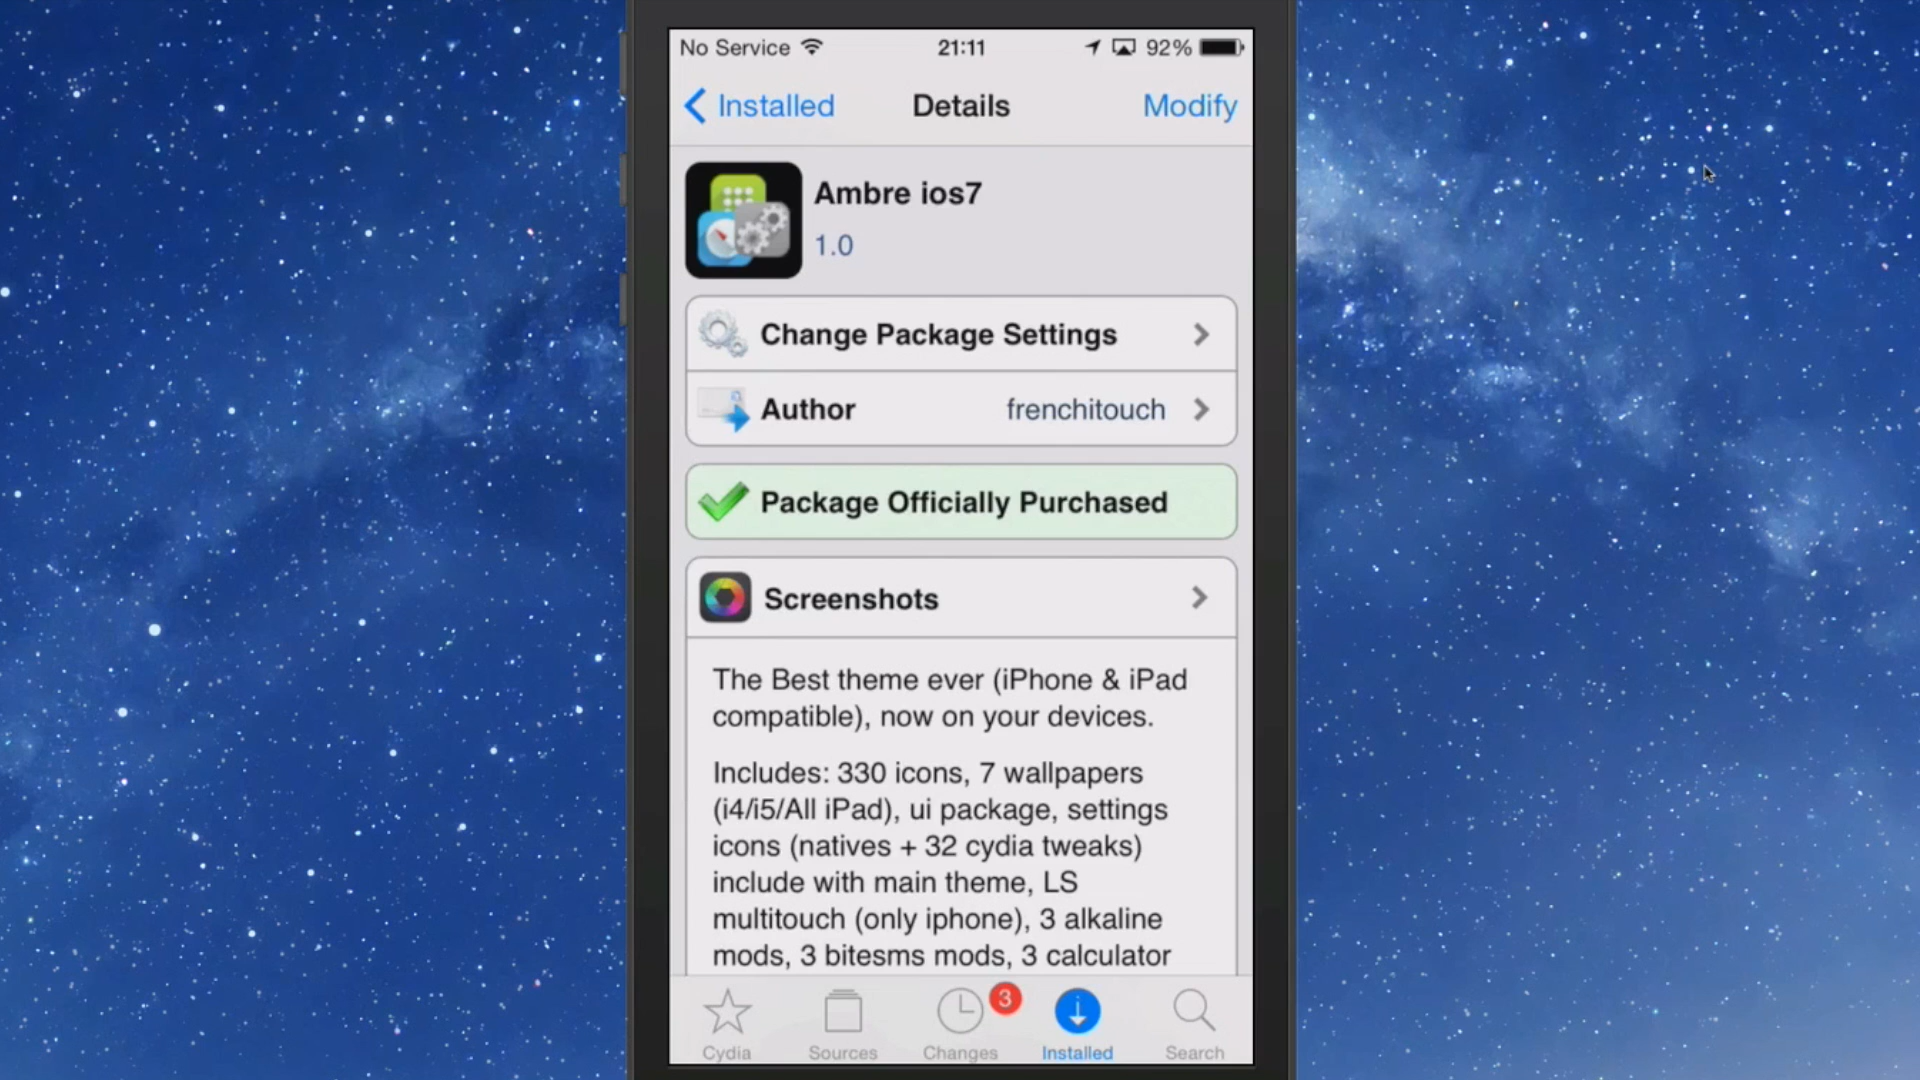 No Service 21:11 92%
Installed Details Modify
Ambre ios7
1.0
Change Package Settings
Author frenchitouch
Package Officially Purchased
Screenshots
The Best theme ever (iPhone & iPad
compatible), now on your devices.
Includes: 330 icons, 7 wallpapers
(i4/i5/All iPad), ui package, settings
icons (natives + 32 cydia tweaks)
include with main theme, LS
multitouch (only iphone), 3 alkaline
mods, 3 bitesms mods, 3 calculator
3
Cydia Sources Changes Installed Search